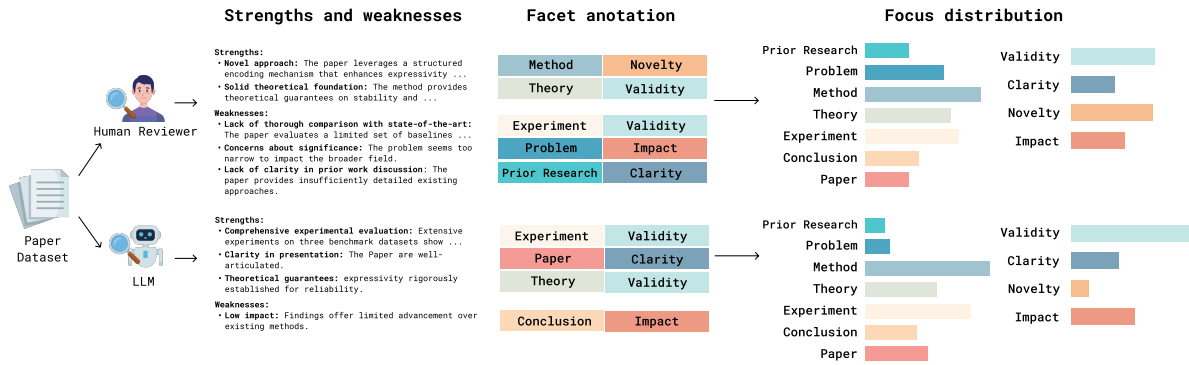 Strengths and weaknesses
Facet anotation
Focus distribution
Paper
Dataset
Human Reviewer
LLM
Strengths:
• Novel approach: The paper leverages a structured
encoding mechanism that enhances expressivity ...
• Solid theoretical foundation: The method provides
theoretical guarantees on stability and ...
Weaknesses:
• Lack of thorough comparison with state-of-the-art:
The paper evaluates a limited set of baselines ...
• Concerns about significance: The problem seems too
narrow to impact the broader field.
• Lack of clarity in prior work discussion: The
paper provides insufficiently detailed existing
approaches.
Method Novelty
Theory Validity
Experiment Validity
Problem Impact
Prior Research Clarity
Prior Research
Problem
Method
Theory
Experiment
Conclusion
Paper
Validity
Clarity
Novelty
Impact
Strengths:
• Comprehensive experimental evaluation: Extensive
experiments on three benchmark datasets show ...
• Clarity in presentation: The Paper are well-
articulated.
• Theoretical guarantees: expressivity rigorously
established for reliability.
Weaknesses:
• Low impact: Findings offer limited advancement over
existing methods.
Experiment Validity
Paper Clarity
Theory Validity
Conclusion Impact
Prior Research
Problem
Method
Theory
Experiment
Conclusion
Paper
Validity
Clarity
Novelty
Impact